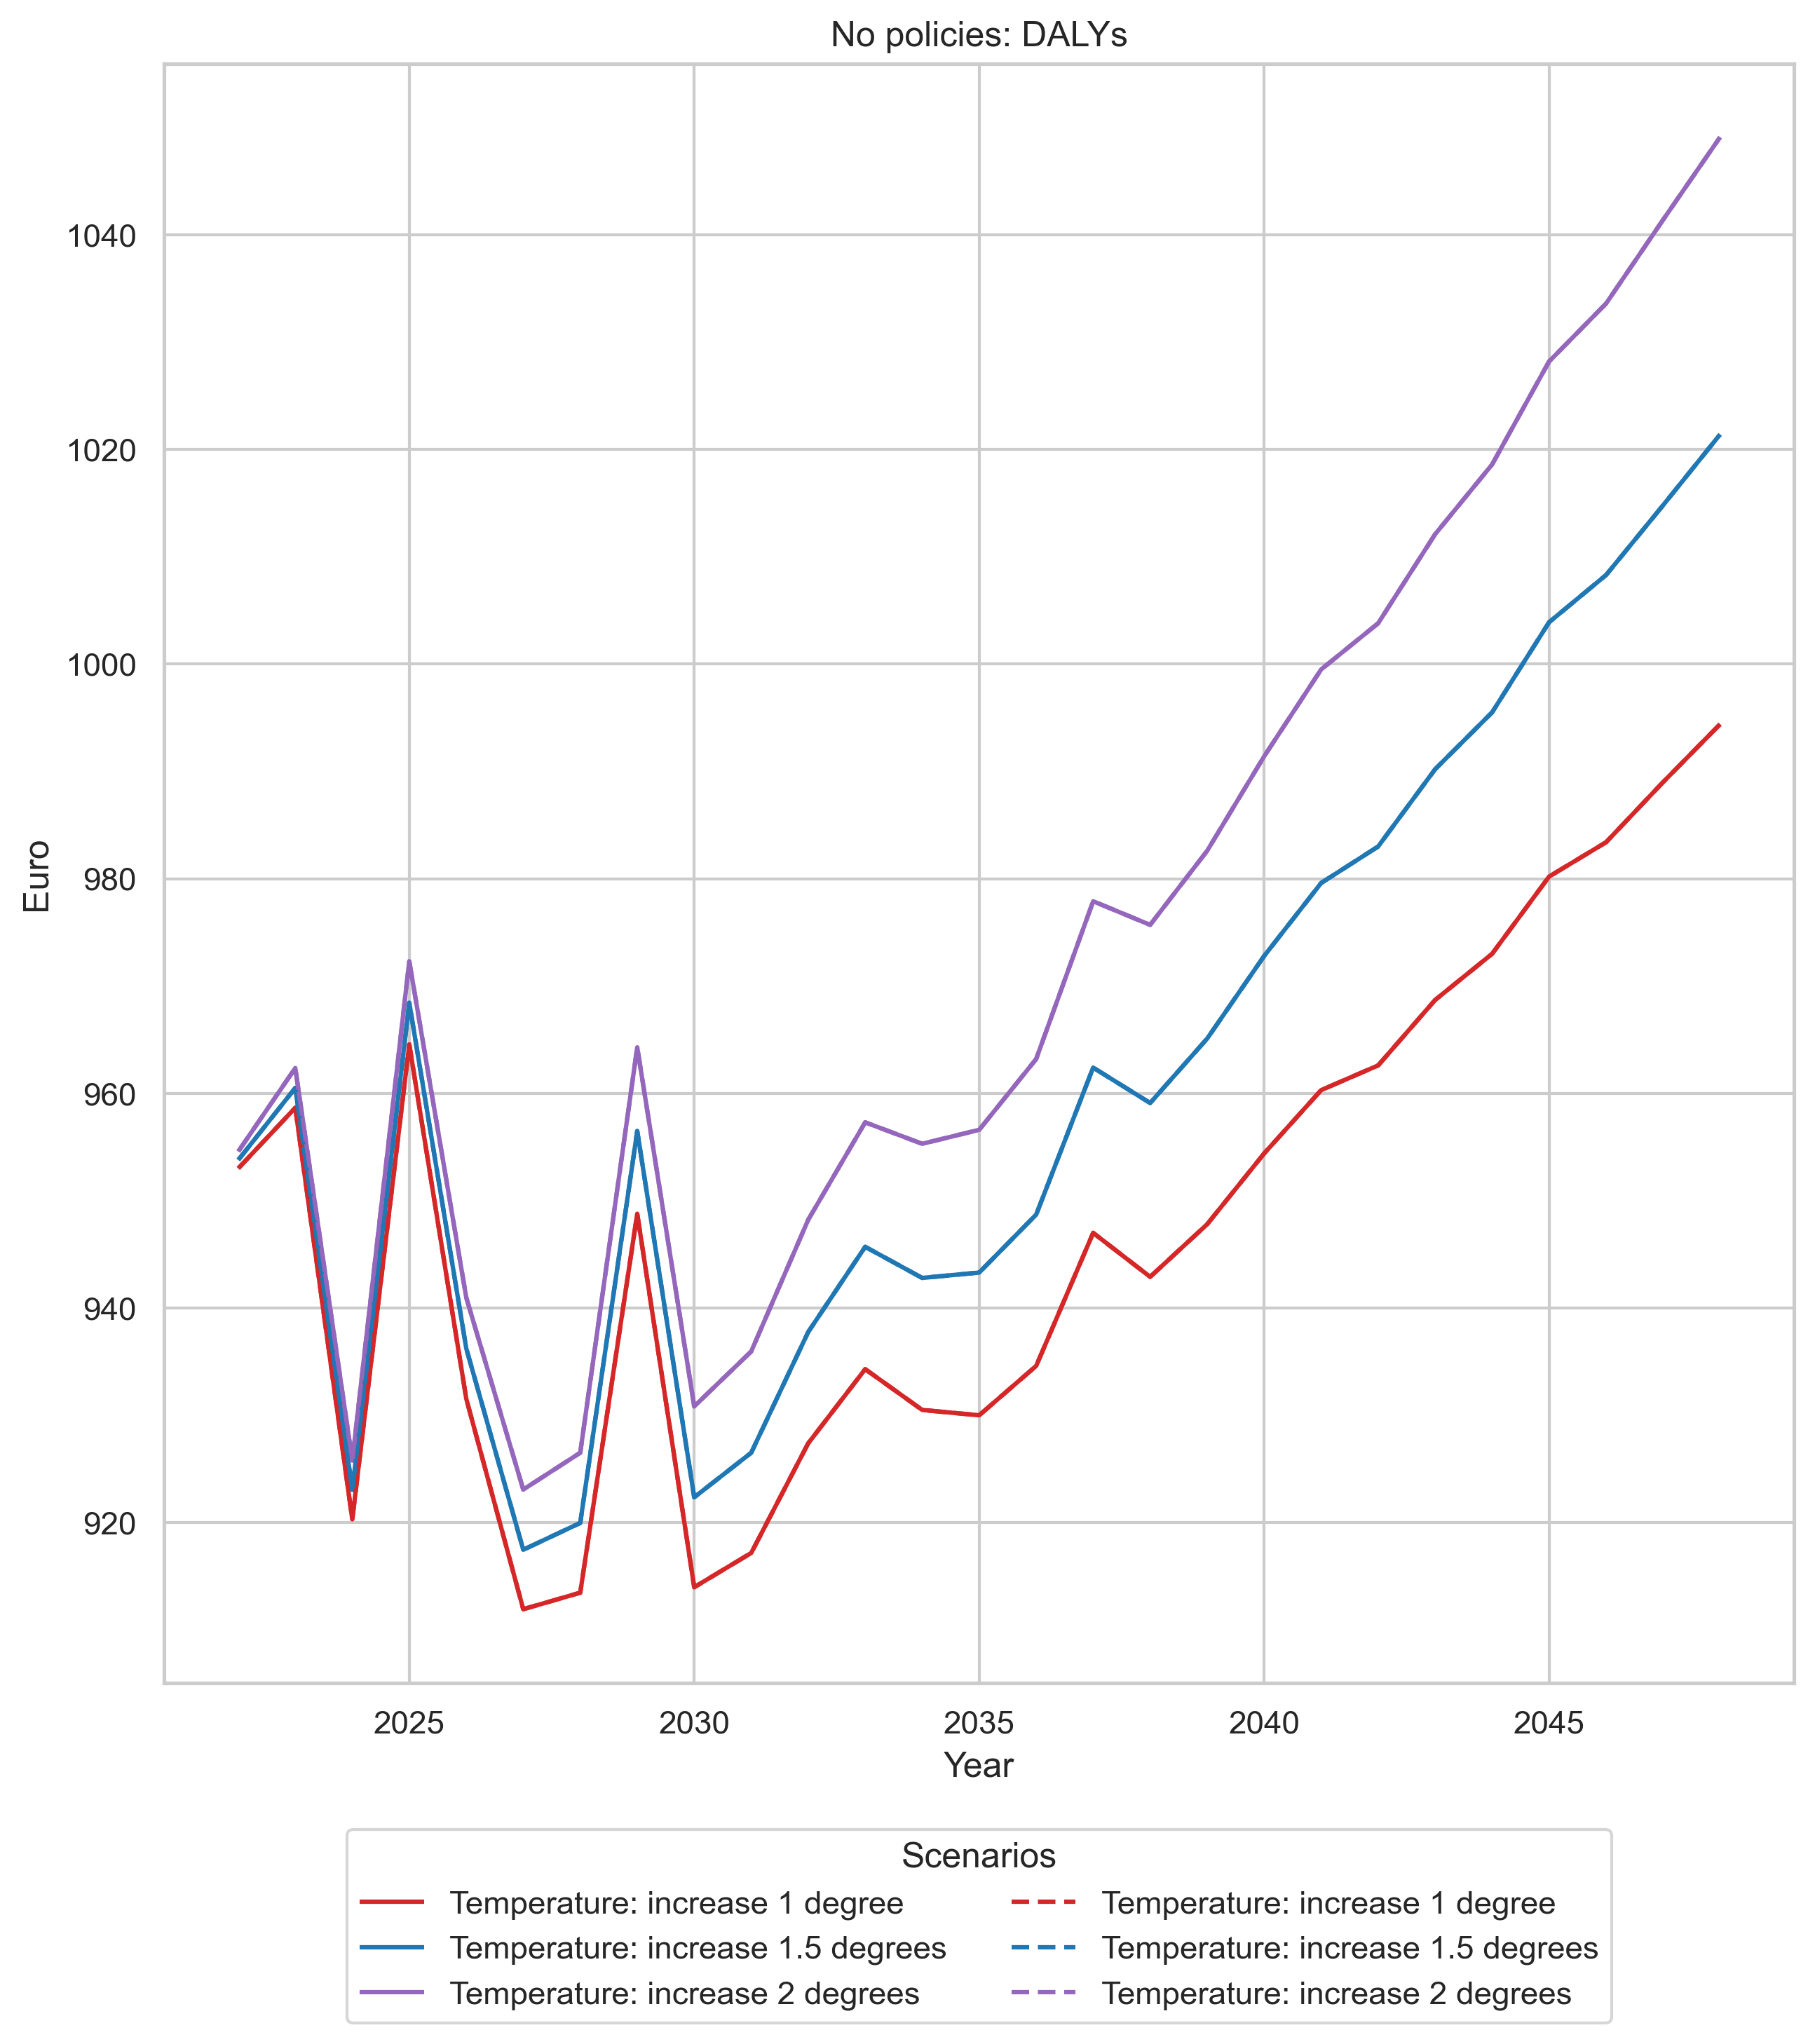 No policies: DALYs
1040
1020
1000
980
960
940
920
Euro
2025 2030 2035 2040 2045
Year
Scenarios
Temperature: increase 1 degree Temperature: increase 1 degree
Temperature: increase 1.5 degrees Temperature: increase 1.5 degrees
Temperature: increase 2 degrees Temperature: increase 2 degrees